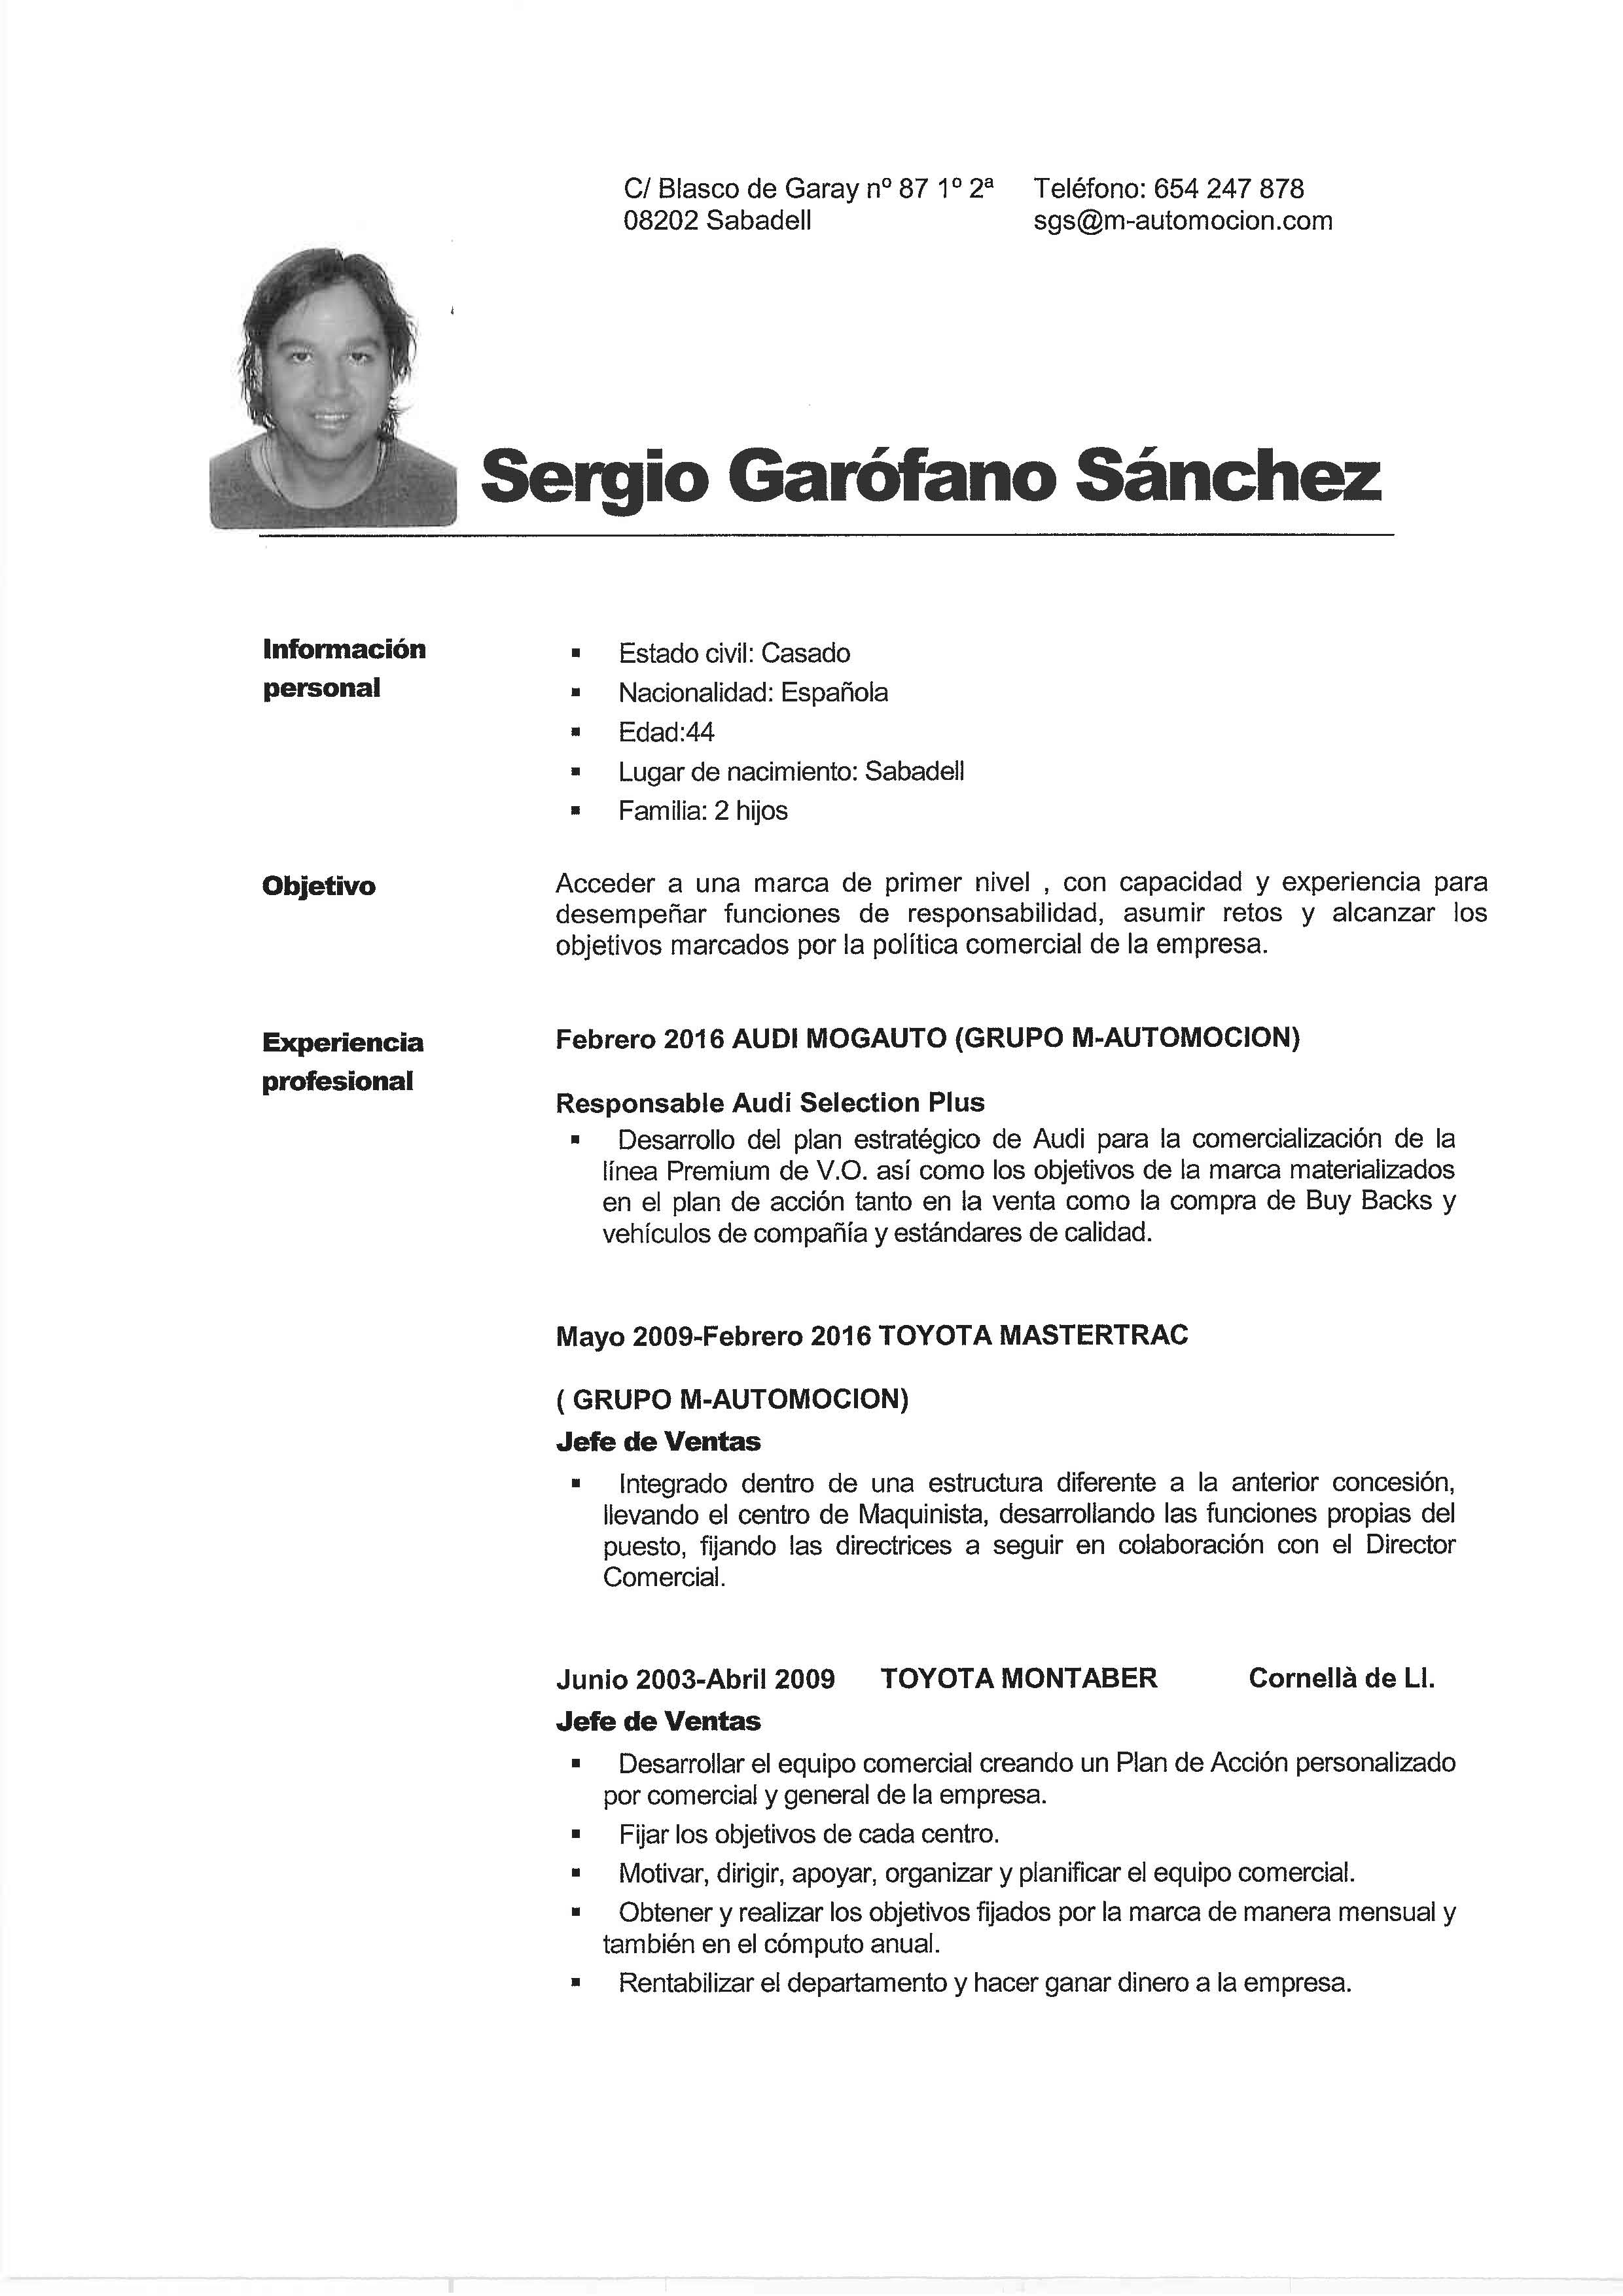 C/ Blasco de Garay nº 87 1º 2ª Teléfono: 654 247 878
08202 Sabadell sgs@m-automocion.com
Sergio Garófano Sánchez
Información personal
▪ Estado civil: Casado
▪ Nacionalidad: Española
▪ Edad:44
▪ Lugar de nacimiento: Sabadell
▪ Familia: 2 hijos
Objetivo
Acceder a una marca de primer nivel , con capacidad y experiencia para
desempeñar funciones de responsabilidad, asumir retos y alcanzar los
objetivos marcados por la política comercial de la empresa.
Experiencia profesional
Febrero 2016 AUDI MOGAUTO (GRUPO M-AUTOMOCION)
Responsable Audi Selection Plus
▪ Desarrollo del plan estratégico de Audi para la comercialización de la
línea Premium de V.O. así como los objetivos de la marca materializados
en el plan de acción tanto en la venta como la compra de Buy Backs y
vehículos de compañía y estándares de calidad.
Mayo 2009-Febrero 2016 TOYOTA MASTERTRAC
( GRUPO M-AUTOMOCION)
Jefe de Ventas
▪ Integrado dentro de una estructura diferente a la anterior concesión,
llevando el centro de Maquinista, desarrollando las funciones propias del
puesto, fijando las directrices a seguir en colaboración con el Director
Comercial.
Junio 2003-Abril 2009 TOYOTA MONTABER Cornellà de Ll.
Jefe de Ventas
▪ Desarrollar el equipo comercial creando un Plan de Acción personalizado
por comercial y general de la empresa.
▪ Fijar los objetivos de cada centro.
▪ Motivar, dirigir, apoyar, organizar y planificar el equipo comercial.
▪ Obtener y realizar los objetivos fijados por la marca de manera mensual y
también en el cómputo anual.
▪ Rentabilizar el departamento y hacer ganar dinero a la empresa.